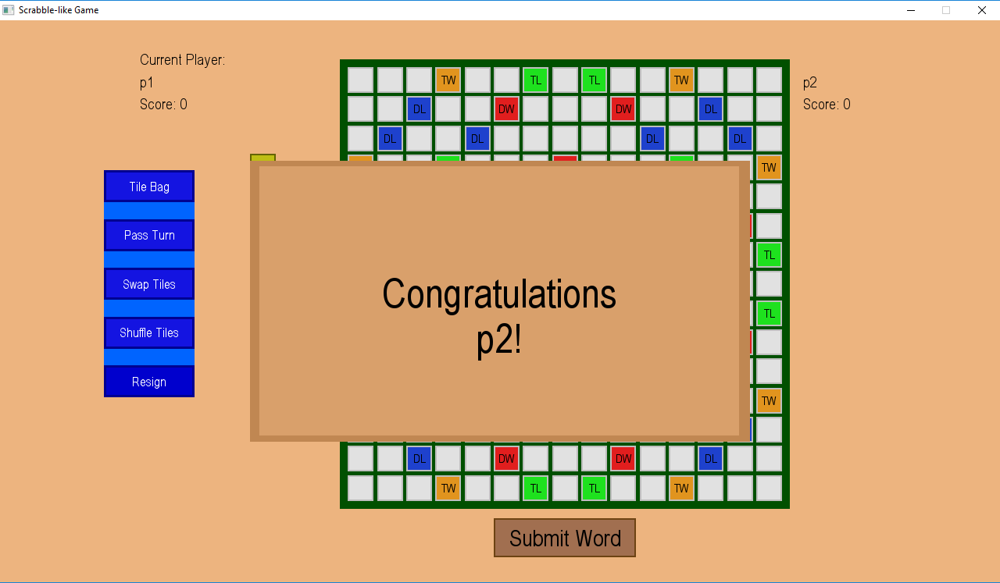 Scrabble-like Game
Current Player:
p1
Score: 0
p2
Score: 0
Tile Bag
Pass Turn
Swap Tiles
Shuffle Tiles
Resign
TW TL TL TW
DL DW DW DL
DL DL DL DL
TW
TL
TL
TW
DL DW DW DL
TW TL TL TW
Congratulations
p2!
Submit Word